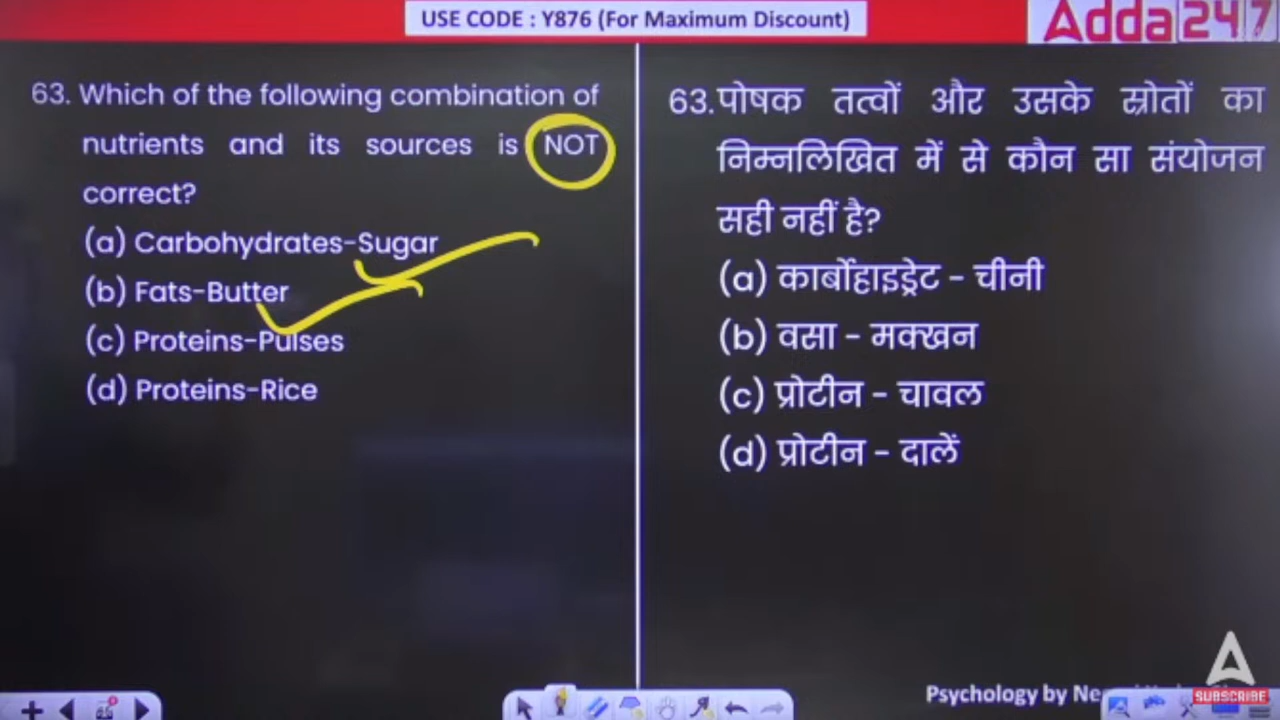 USE CODE : Y876 (For Maximum Discount)
Adda247
63. Which of the following combination of
nutrients and its sources is NOT
correct?
(a) Carbohydrates-Sugar
(b) Fats-Butter
(c) Proteins-Pulses
(d) Proteins-Rice
63. पोषक तत्वों और उसके स्रोतों का
निम्नलिखित में से कौन सा संयोजन
सही नहीं है?
(a) कार्बोहाइड्रेट - चीनी
(b) वसा - मक्खन
(c) प्रोटीन - चावल
(d) प्रोटीन - दालें
Psychology by
SUBSCRIBE